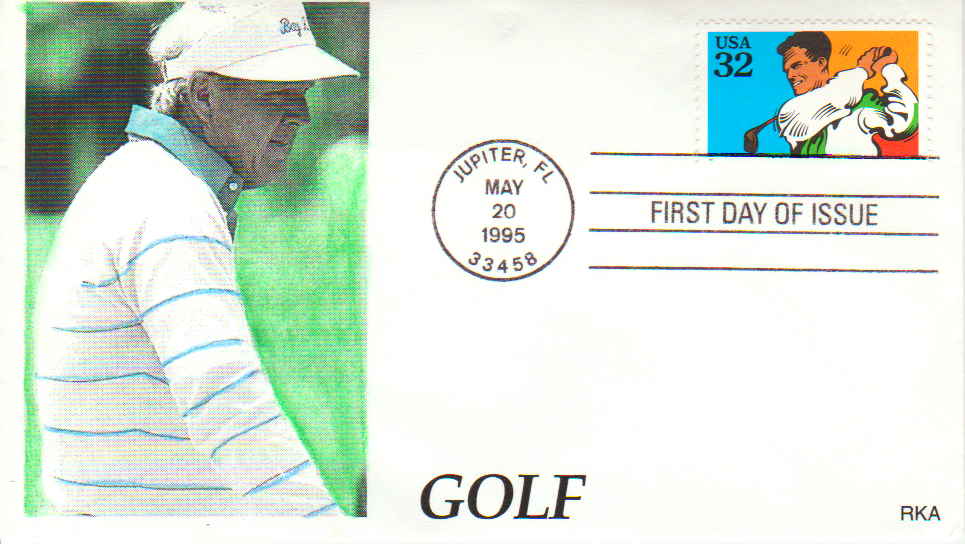 USA
32
JUPITER, FL
MAY
20
1995
33458
FIRST DAY OF ISSUE
GOLF
RKA